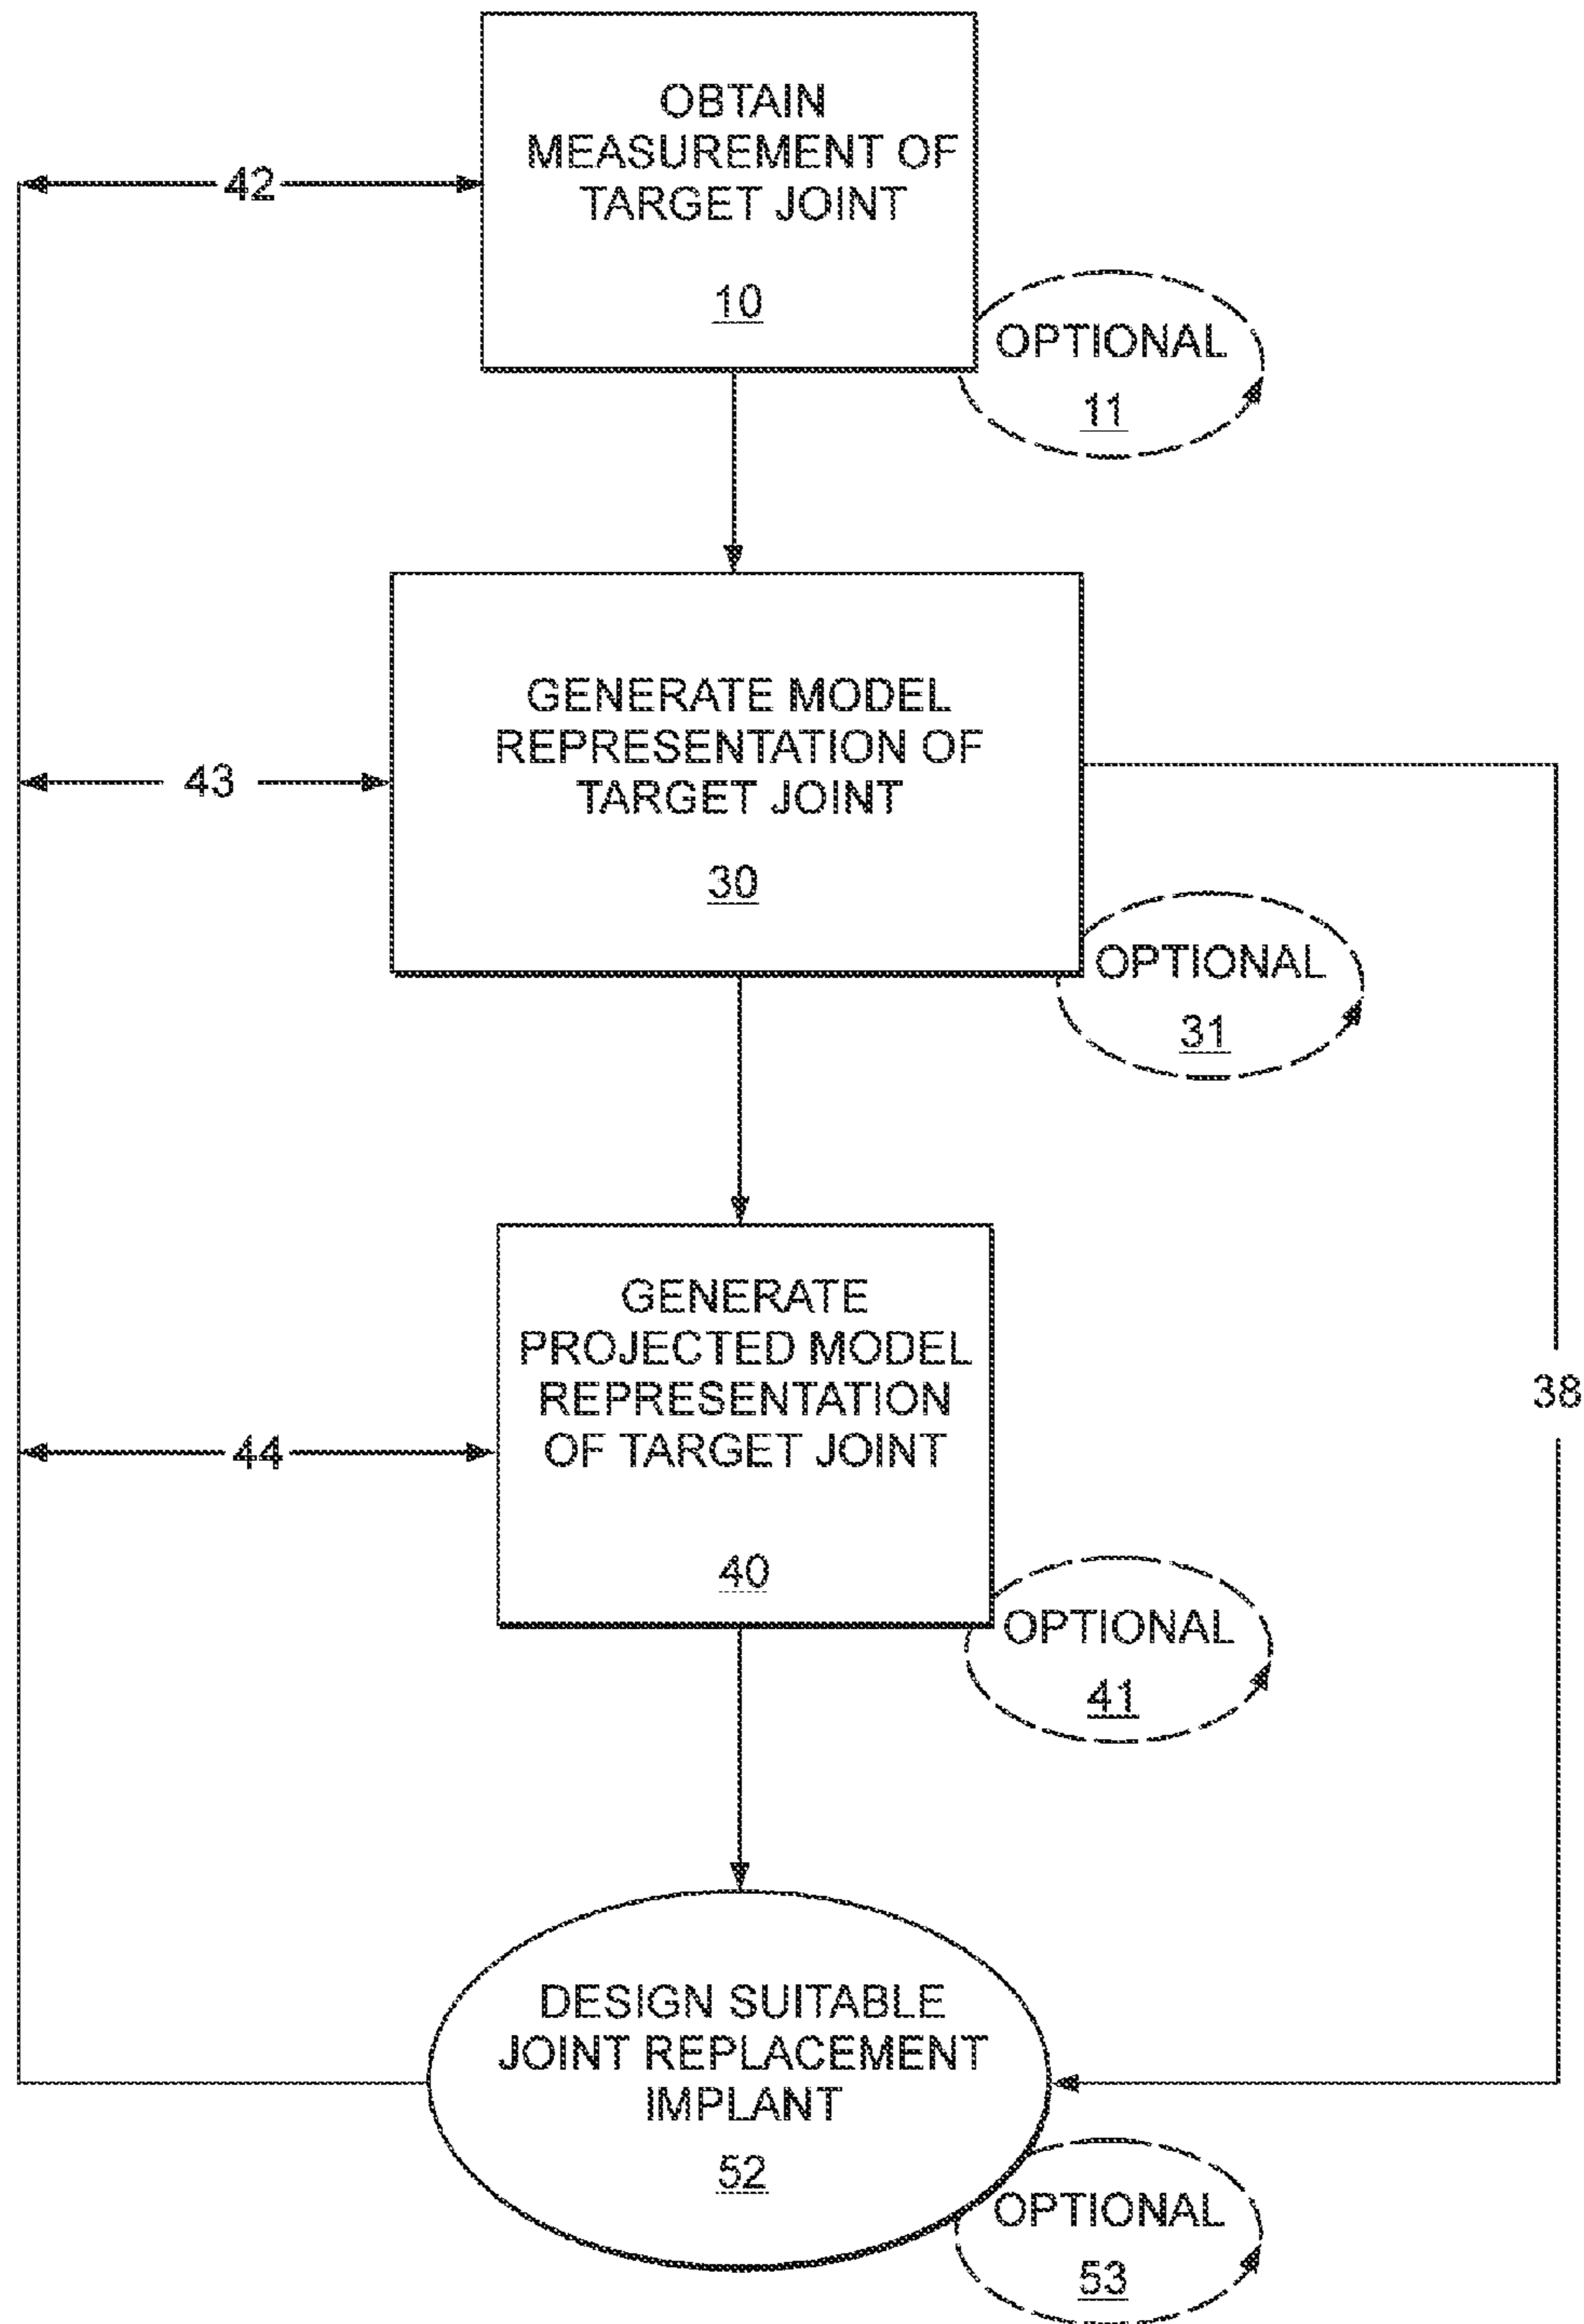 OBTAIN
MEASUREMENT OF
TARGET JOINT
10
42
OPTIONAL
11
GENERATE MODEL
REPRESENTATION OF
TARGET JOINT
30
43
OPTIONAL
31
GENERATE
PROJECTED MODEL
REPRESENTATION
OF TARGET JOINT
40
38
44
OPTIONAL
41
DESIGN SUITABLE
JOINT REPLACEMENT
IMPLANT
52
OPTIONAL
53